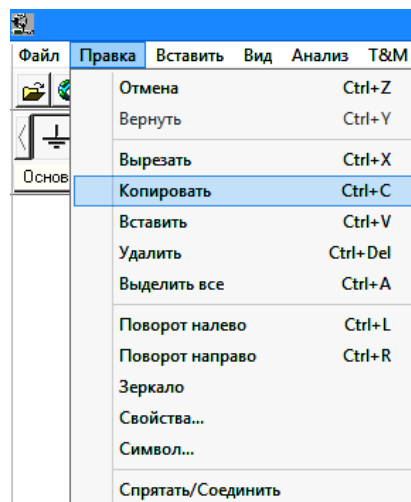 Файл Правка Вставить Вид Анализ T&M
Основ
Отмена Ctrl+Z
Вернуть Ctrl+Y
Вырезать Ctrl+X
Копировать Ctrl+C
Вставить Ctrl+V
Удалить Ctrl+Del
Выделить все Ctrl+A
Поворот налево Ctrl+L
Поворот направо Ctrl+R
Зеркало
Свойства...
Символ...
Спрятать/Соединить